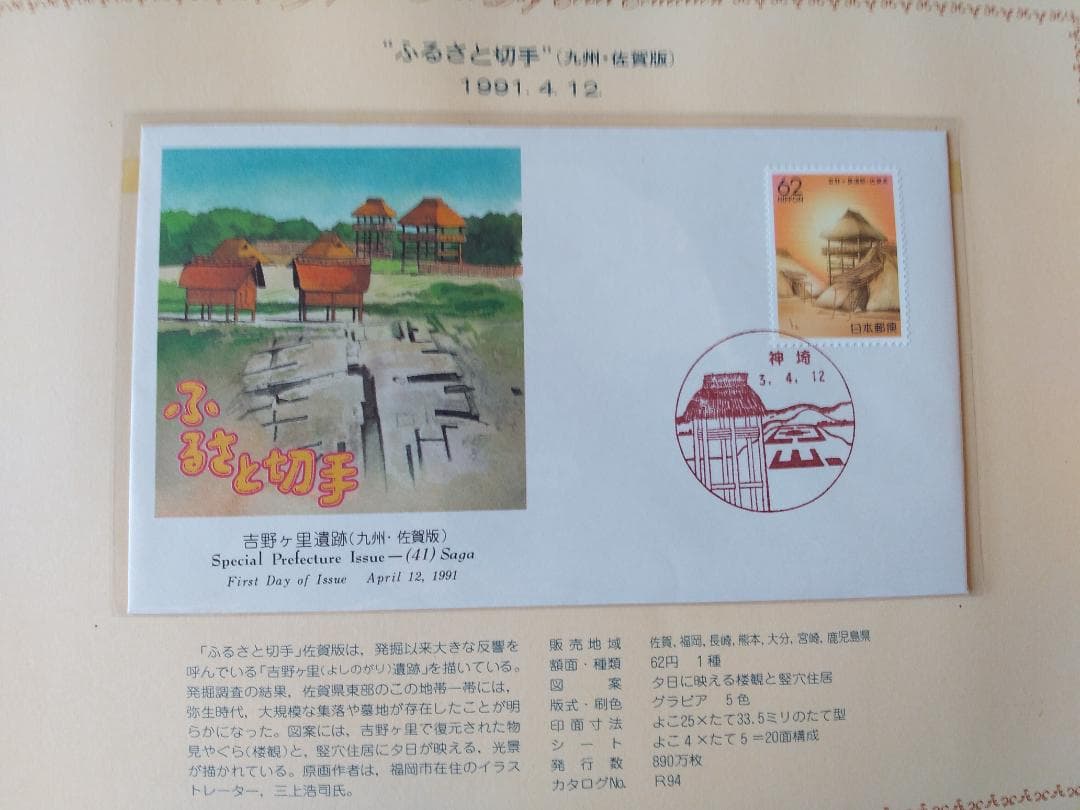 "ふるさと切手"(九州・佐賀版)
1991. 4. 12.
62
NIPPON
日本郵便
神埼
3. 4. 12
ふるさと切手
吉野ヶ里遺跡(九州・佐賀版)
Special Prefecture Issue—(41) Saga
First Day of Issue April 12, 1991
「ふるさと切手」佐賀版は、発掘以来大きな反響を
呼んでいる「吉野ヶ里(よしのがり)遺跡」を描いている。
発掘調査の結果, 佐賀県東部のこの地帯一帯には,
弥生時代, 大規模な集落や墓地が存在したことが明
らかになった。図案には, 吉野ヶ里で復元された物
見やぐら(楼観)と, 竪穴住居に夕日が映える, 光景
が描かれている。原画作者は, 福岡市在住のイラス
トレーター, 三上浩司氏。
販売地域 佐賀, 福岡, 長崎, 熊本, 大分, 宮崎, 鹿児島県
額面・種類 62円 1種
図案 夕日に映える楼観と竪穴住居
版式・刷色 グラビア 5色
印面寸法 よこ25×たて33.5ミリのたて型
シート よこ4×たて5=20面構成
発行数 890万枚
カタログNo. R94